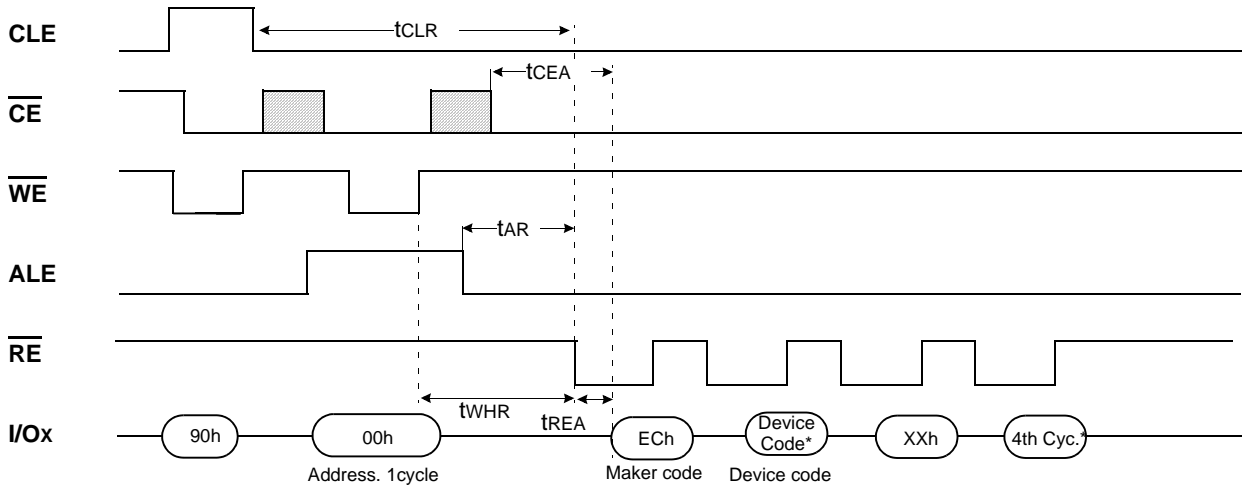 CLE
tCLR
tCEA
CE
WE
tAR
ALE
RE
tWHR
tREA
I/Ox
90h
00h
ECh
Device
Code*
XXh
4th Cyc.*
Address. 1cycle
Maker code
Device code